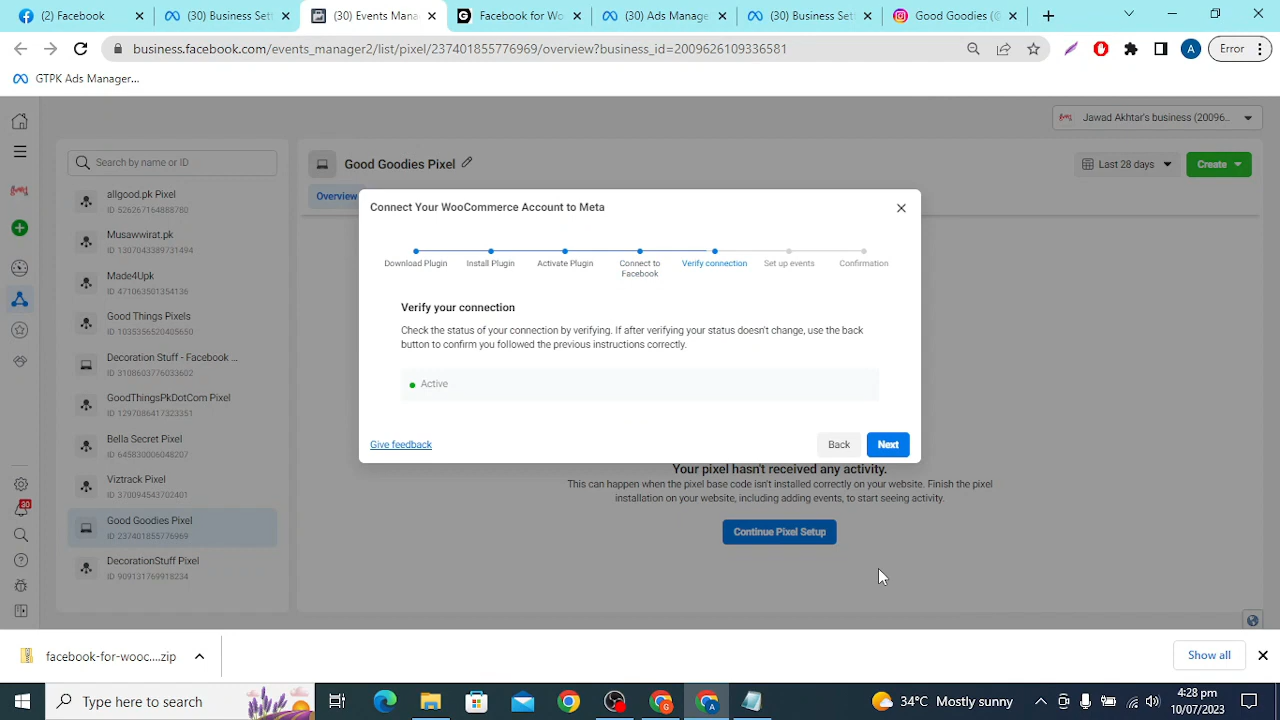 (2) Facebook
(30) Business Set
(30) Events Mana
Facebook for Wo
(30) Ads Manage
(30) Business Set
Good Goodies (@
business.facebook.com/events_manager2/list/pixel/237401855776969/overview?business_id=2009626109336581
A
Error
GTPK Ads Manager...
Jawad Akhtar's business (20096...
Search by name or ID
Good Goodies Pixel
Last 28 days
Create
Overview
allgood.pk Pixel
ID 526267164888780
Musawwirat.pk
ID 1307043389731494
Made4Upk
ID 471063501354136
Good Things Pixels
ID 1035356520405650
Decoration Stuff - Facebook ...
ID 3108603776033602
GoodThingsPkDotCom Pixel
ID 1297086417323351
Bella Secret Pixel
ID 645830006048207
Viztrack Pixel
ID 370094543702401
Good Goodies Pixel
ID 237401855776969
DecorationStuff Pixel
ID 909131769918234
30
Connect Your WooCommerce Account to Meta
Download Plugin
Install Plugin
Activate Plugin
Connect to
Facebook
Verify connection
Set up events
Confirmation
Verify your connection
Check the status of your connection by verifying. If after verifying your status doesn't change, use the back
button to confirm you followed the previous instructions correctly.
Active
Give feedback
Back
Next
Your pixel hasn't received any activity.
This can happen when the pixel base code isn't installed correctly on your website. Finish the pixel
installation on your website, including adding events, to start seeing activity.
Continue Pixel Setup
facebook-for-wooc....zip
Show all
Type here to search
G
A
34°C Mostly sunny
4:28 pm
10/07/2023